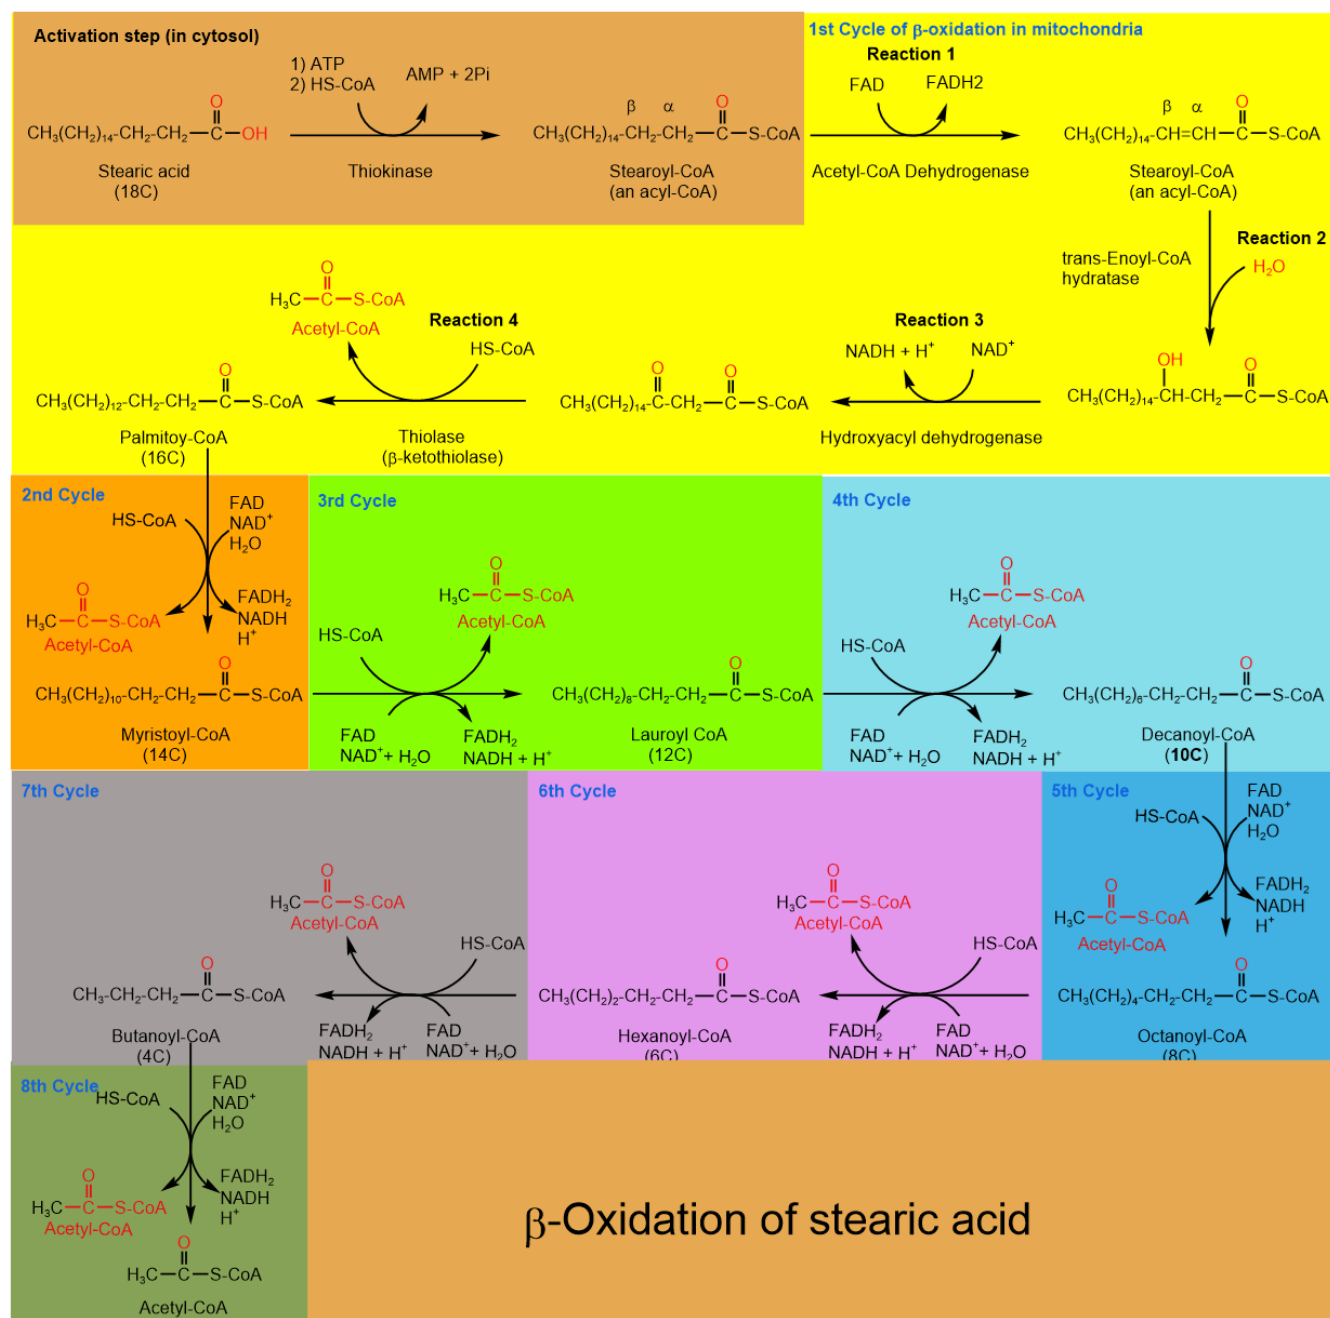 Activation step (in cytosol)
1) ATP
2) HS-CoA
AMP + 2Pi
CH₃(CH₂)₁₄-CH₂-CH₂-C-OH
O
Thiokinase
Stearic acid
(18C)
β α
O
CH₃(CH₂)₁₄-CH₂-CH₂-C-S-CoA
Stearoyl-CoA
(an acyl-CoA)
1st Cycle of β-oxidation in mitochondria
Reaction 1
FAD
FADH2
Acetyl-CoA Dehydrogenase
β α
O
CH₃(CH₂)₁₄-CH=CH-C-S-CoA
Stearoyl-CoA
(an acyl-CoA)
Reaction 2
trans-Enoyl-CoA
hydratase
H₂O
OH
O
CH₃(CH₂)₁₄-CH-CH₂-C-S-CoA
Reaction 3
NADH + H⁺
NAD⁺
Hydroxyacyl dehydrogenase
O O
CH₃(CH₂)₁₄-C-CH₂-C-S-CoA
Reaction 4
HS-CoA
O
H₃C-C-S-CoA
Acetyl-CoA
Thiolase
(β-ketothiolase)
O
CH₃(CH₂)₁₂-CH₂-CH₂-C-S-CoA
Palmitoy-CoA
(16C)
2nd Cycle
HS-CoA
FAD
NAD⁺
H₂O
FADH₂
NADH
H⁺
O
H₃C-C-S-CoA
Acetyl-CoA
O
CH₃(CH₂)₁₀-CH₂-CH₂-C-S-CoA
Myristoyl-CoA
(14C)
3rd Cycle
O
H₃C-C-S-CoA
Acetyl-CoA
HS-CoA
FAD
NAD⁺+ H₂O
FADH₂
NADH + H⁺
O
CH₃(CH₂)₈-CH₂-CH₂-C-S-CoA
Lauroyl CoA
(12C)
4th Cycle
O
H₃C-C-S-CoA
Acetyl-CoA
HS-CoA
FAD
NAD⁺+ H₂O
FADH₂
NADH + H⁺
O
CH₃(CH₂)₆-CH₂-CH₂-C-S-CoA
Decanoyl-CoA
(10C)
5th Cycle
HS-CoA
FAD
NAD⁺
H₂O
FADH₂
NADH
H⁺
O
H₃C-C-S-CoA
Acetyl-CoA
O
CH₃(CH₂)₄-CH₂-CH₂-C-S-CoA
Octanoyl-CoA
(8C)
6th Cycle
O
H₃C-C-S-CoA
Acetyl-CoA
HS-CoA
FADH₂
NADH + H⁺
FAD
NAD⁺+ H₂O
O
CH₃(CH₂)₂-CH₂-CH₂-C-S-CoA
Hexanoyl-CoA
(6C)
7th Cycle
O
H₃C-C-S-CoA
Acetyl-CoA
HS-CoA
FADH₂
NADH + H⁺
FAD
NAD⁺+ H₂O
O
CH₃-CH₂-CH₂-C-S-CoA
Butanoyl-CoA
(4C)
8th Cycle
HS-CoA
FAD
NAD⁺
H₂O
FADH₂
NADH
H⁺
O
H₃C-C-S-CoA
Acetyl-CoA
O
H₃C-C-S-CoA
Acetyl-CoA
β-Oxidation of stearic acid